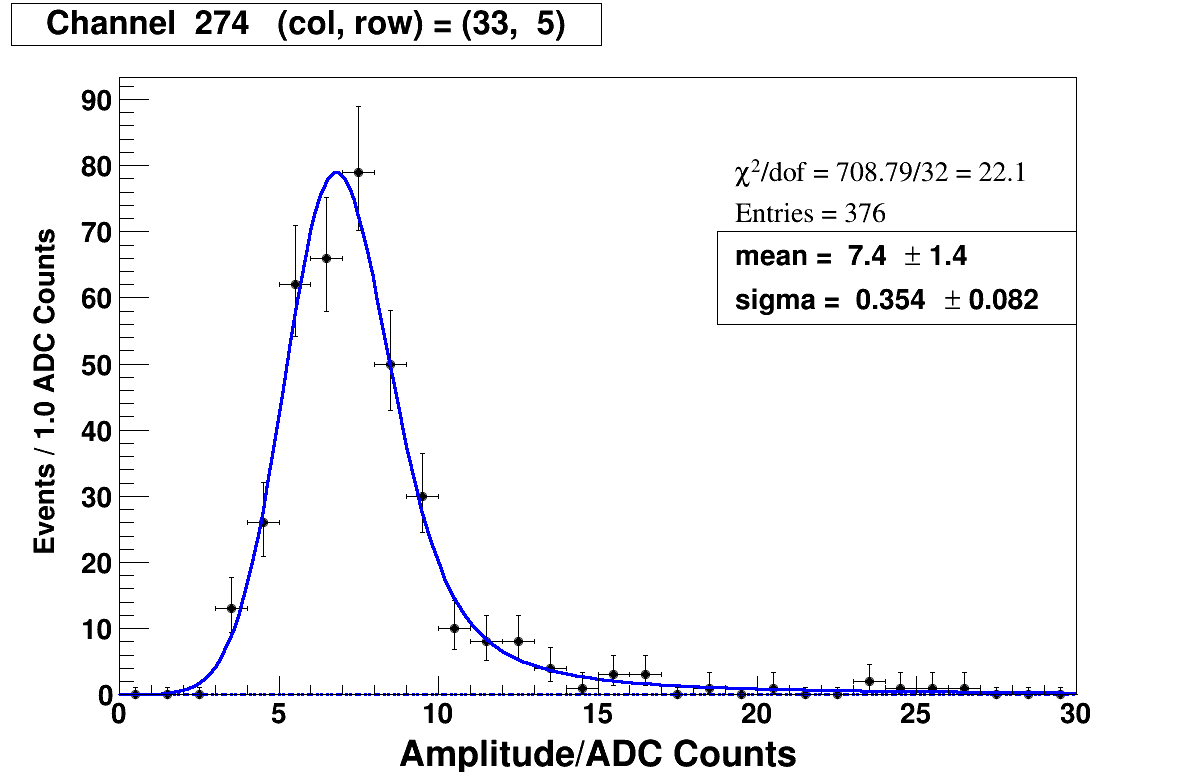 Channel 274 (col, row) = (33, 5)
90
80
70
60
50
40
30
20
10
0
Events / 1.0 ADC Counts
χ²/dof = 708.79/32 = 22.1
Entries = 376
mean = 7.4 ± 1.4
sigma = 0.354 ± 0.082
0 5 10 15 20 25 30
Amplitude/ADC Counts